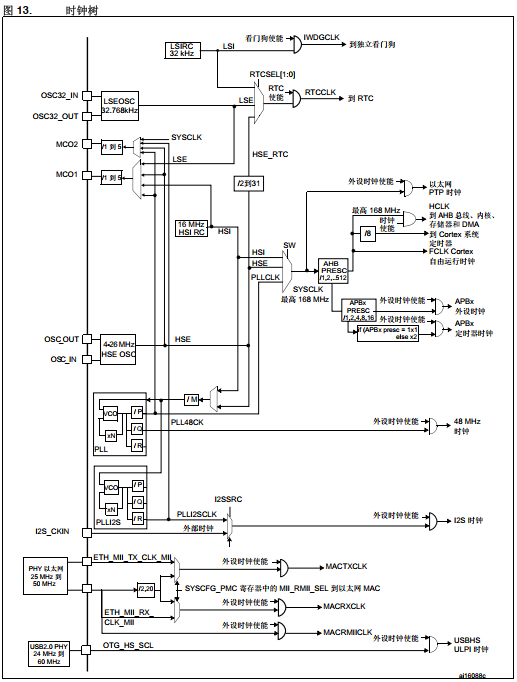 图 13. 时钟树
LSIRC
32 kHz
LSI
看门狗使能
IWDGCLK
到独立看门狗
RTCSEL[1:0]
OSC32_IN
OSC32_OUT
LSEOSC
32.768kHz
LSE
RTC
使能
RTCCLK
到 RTC
MCO2
/1 到 5
SYSCLK
MCO1
/1 到 5
LSE
HSE_RTC
/2到31
外设时钟使能
以太网
PTP 时钟
16 MHz
HSI RC
HSI
最高 168 MHz
时钟
使能
HCLK
到 AHB 总线、内核、
存储器和 DMA
/8
到 Cortex 系统
定时器
FCLK Cortex
自由运行时钟
SW
HSI
HSE
PLLCLK
SYSCLK
最高 168 MHz
AHB
PRESC
/1,2,..512
APBx
PRESC
/1,2,4,8,16
外设时钟使能
APBx
外设时钟
外设时钟使能
if (APBx presc = 1x1
else x2
APBx
定时器时钟
OSC_OUT
OSC_IN
4-26 MHz
HSE OSC
HSE
/ M
VCO
xN
/ P
/ Q
/ R
PLL
PLL48CK
外设时钟使能
48 MHz
时钟
VCO
xN
/ P
/ Q
/ R
PLLI2S
PLLI2SCLK
I2SSRC
外部时钟
I2S_CKIN
外设时钟使能
I2S 时钟
PHY 以太网
25 MHz 到
50 MHz
ETH_MII_TX_CLK_MII
外设时钟使能
MACTXCLK
/2,20
SYSCFG_PMC 寄存器中的 MII_RMII_SEL 到以太网 MAC
ETH_MII_RX_
CLK_MII
外设时钟使能
MACRXCLK
外设时钟使能
MACRMIICLK
USB2.0 PHY
24 MHz 到
60 MHz
OTG_HS_SCL
外设时钟使能
USBHS
ULPI 时钟
ai16088c